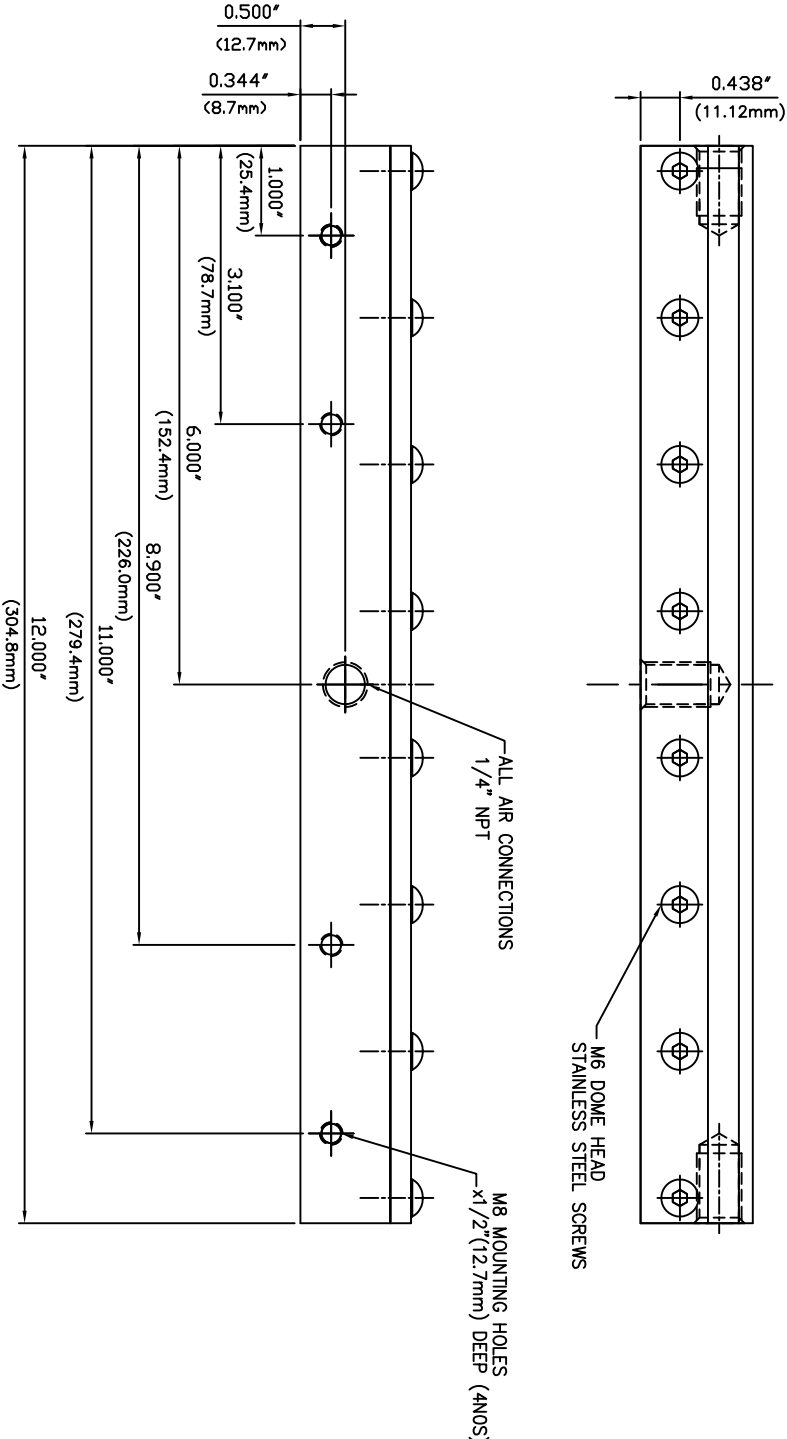 0.500"
(12.7mm)
0.344"
(8.7mm)
0.438"
(11.12mm)
1.000"
(25.4mm)
3.100"
(78.7mm)
6.000"
(152.4mm)
8.900"
(226.0mm)
11.000"
(279.4mm)
12.000"
(304.8mm)
ALL AIR CONNECTIONS
1/4" NPT
M6 DOME HEAD
STAINLESS STEEL SCREWS
M8 MOUNTING HOLES
x1/2"(12.7mm) DEEP (4NOS)